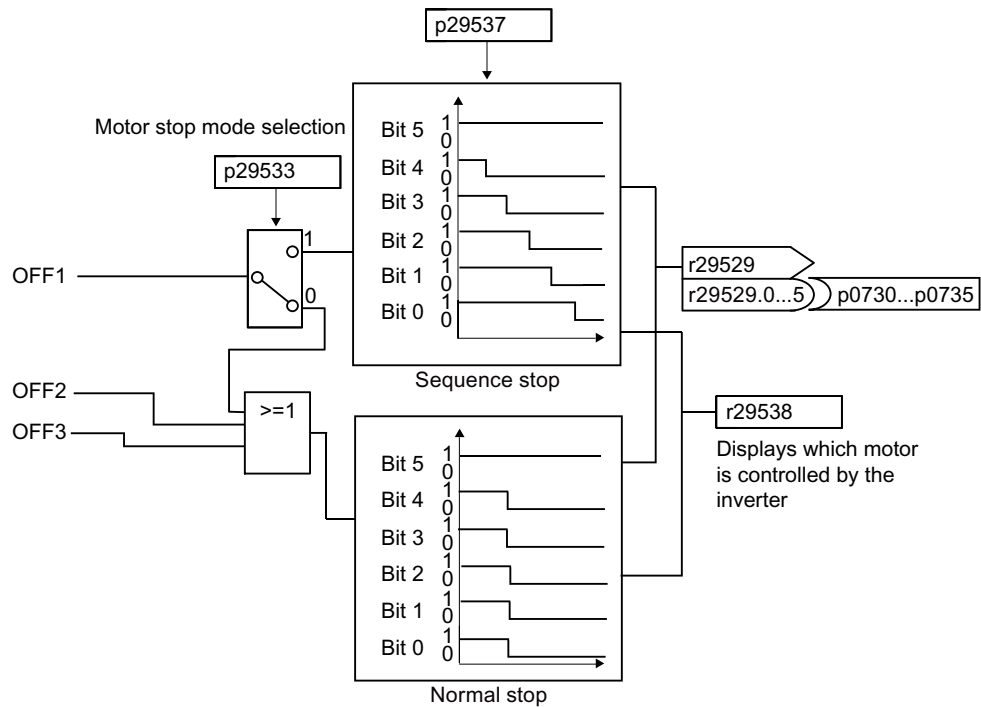 p29537
Motor stop mode selection
p29533
Bit 5 1 0
Bit 4 1 0
Bit 3 1 0
Bit 2 1 0
Bit 1 1 0
Bit 0 1 0
Sequence stop
1
0
OFF1
OFF2
OFF3
>=1
r29529
r29529.0...5
p0730...p0735
r29538
Displays which motor
is controlled by the
inverter
Bit 5 1 0
Bit 4 1 0
Bit 3 1 0
Bit 2 1 0
Bit 1 1 0
Bit 0 1 0
Normal stop